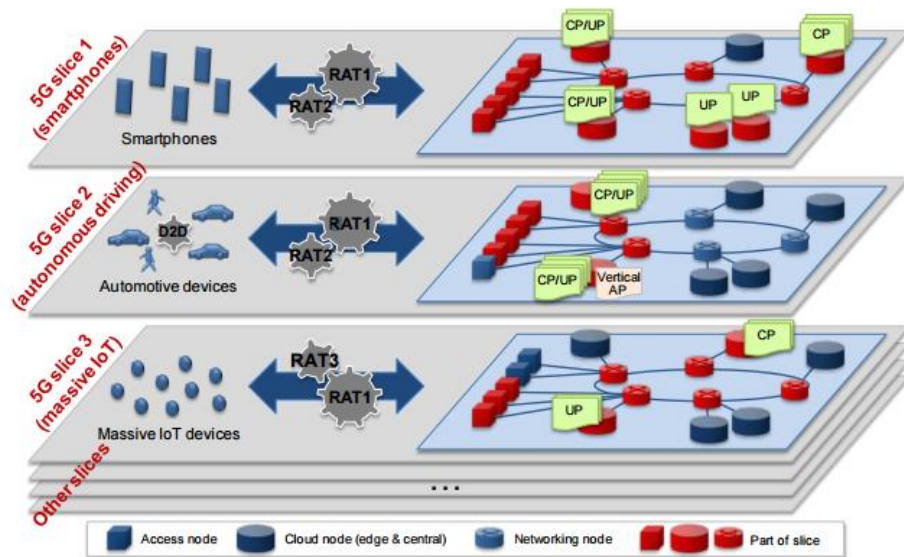 5G slice 1
(smartphones)
Smartphones
RAT1
RAT2
CP/UP
CP/UP
UP
UP
CP
5G slice 2
(autonomous driving)
D2D
Automotive devices
RAT1
RAT2
CP/UP
CP/UP
Vertical
AP
5G slice 3
(massive IoT)
Massive IoT devices
RAT3
RAT1
UP
CP
Other slices
...
Access node
Cloud node (edge & central)
Networking node
Part of slice